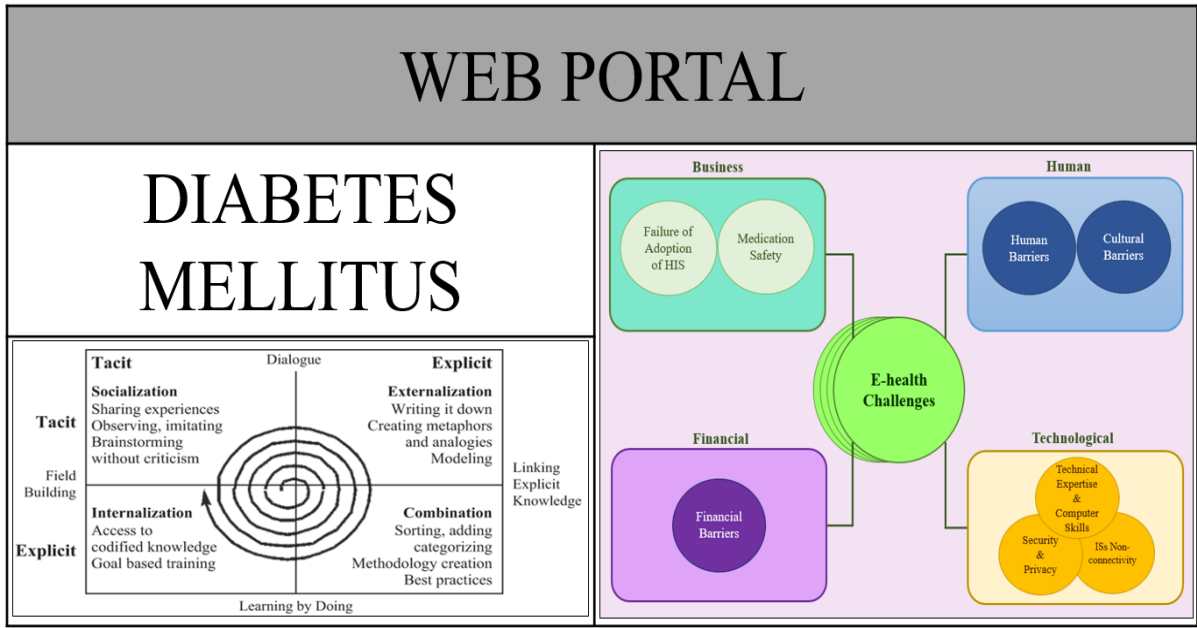 WEB PORTAL
DIABETES
MELLITUS
Tacit
Dialogue
Explicit
Tacit
Socialization
Sharing experiences
Observing, imitating
Brainstorming
without criticism
Externalization
Writing it down
Creating metaphors
and analogies
Modeling
Field
Building
Linking
Explicit
Knowledge
Explicit
Internalization
Access to
codified knowledge
Goal based training
Combination
Sorting, adding
categorizing
Methodology creation
Best practices
Learning by Doing
Business
Failure of
Adoption
of HIS
Medication
Safety
Human
Human
Barriers
Cultural
Barriers
E-health
Challenges
Financial
Financial
Barriers
Technological
Technical
Expertise
&
Computer
Skills
Security
&
Privacy
ISs Non-
connectivity